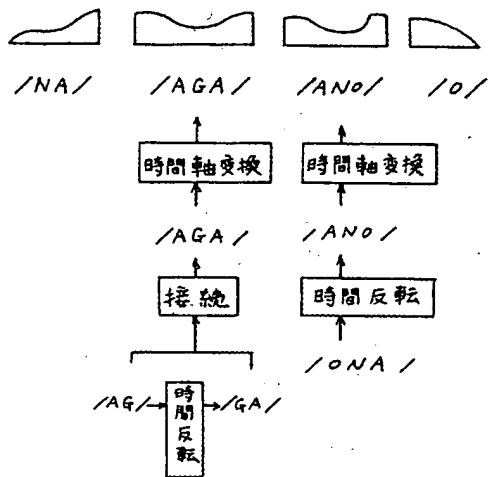 /NA/ /AGA/ /ANO/ /O/
時間軸変換 時間軸変換
/AGA/ /ANO/
接続 時間反転
/ONA/
/AG/ 時間反転 /GA/